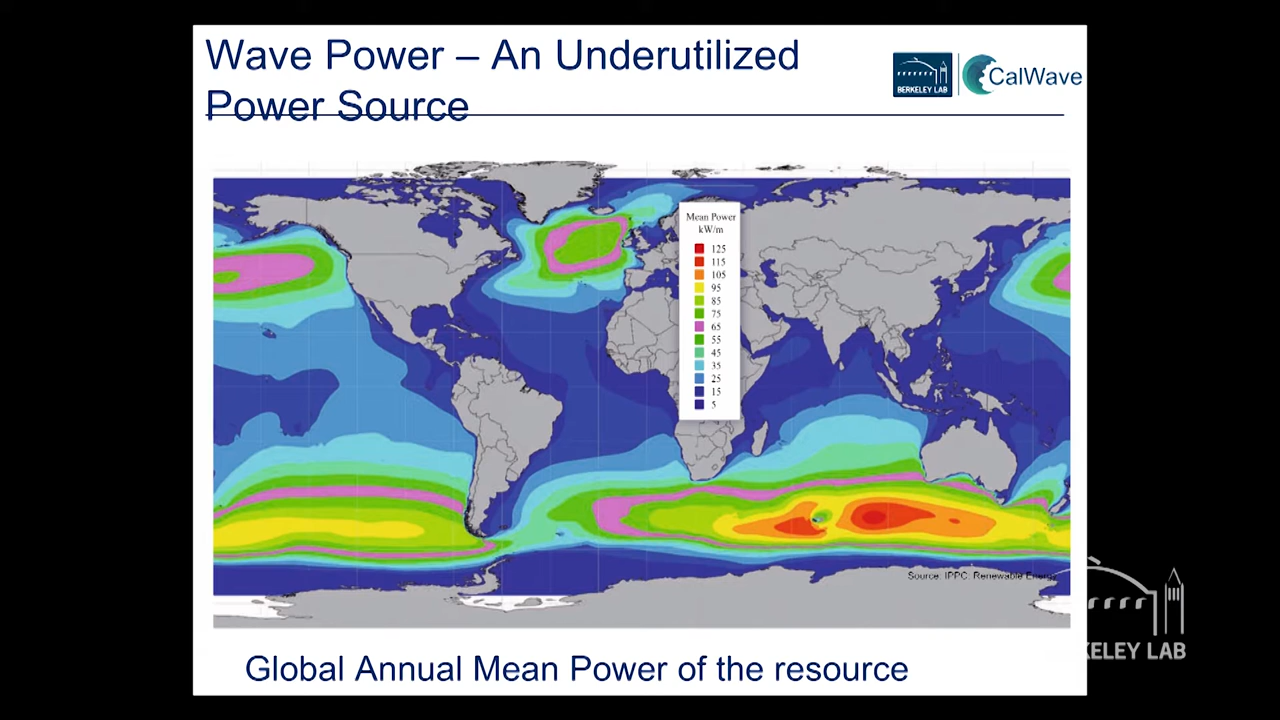 Wave Power – An Underutilized
Power Source
BERKELEY LAB
CalWave
Mean Power
kW/m
125
115
105
95
85
75
65
55
45
35
25
15
5
Source: IPPC. Renewable Energy
KELEY LAB
Global Annual Mean Power of the resource